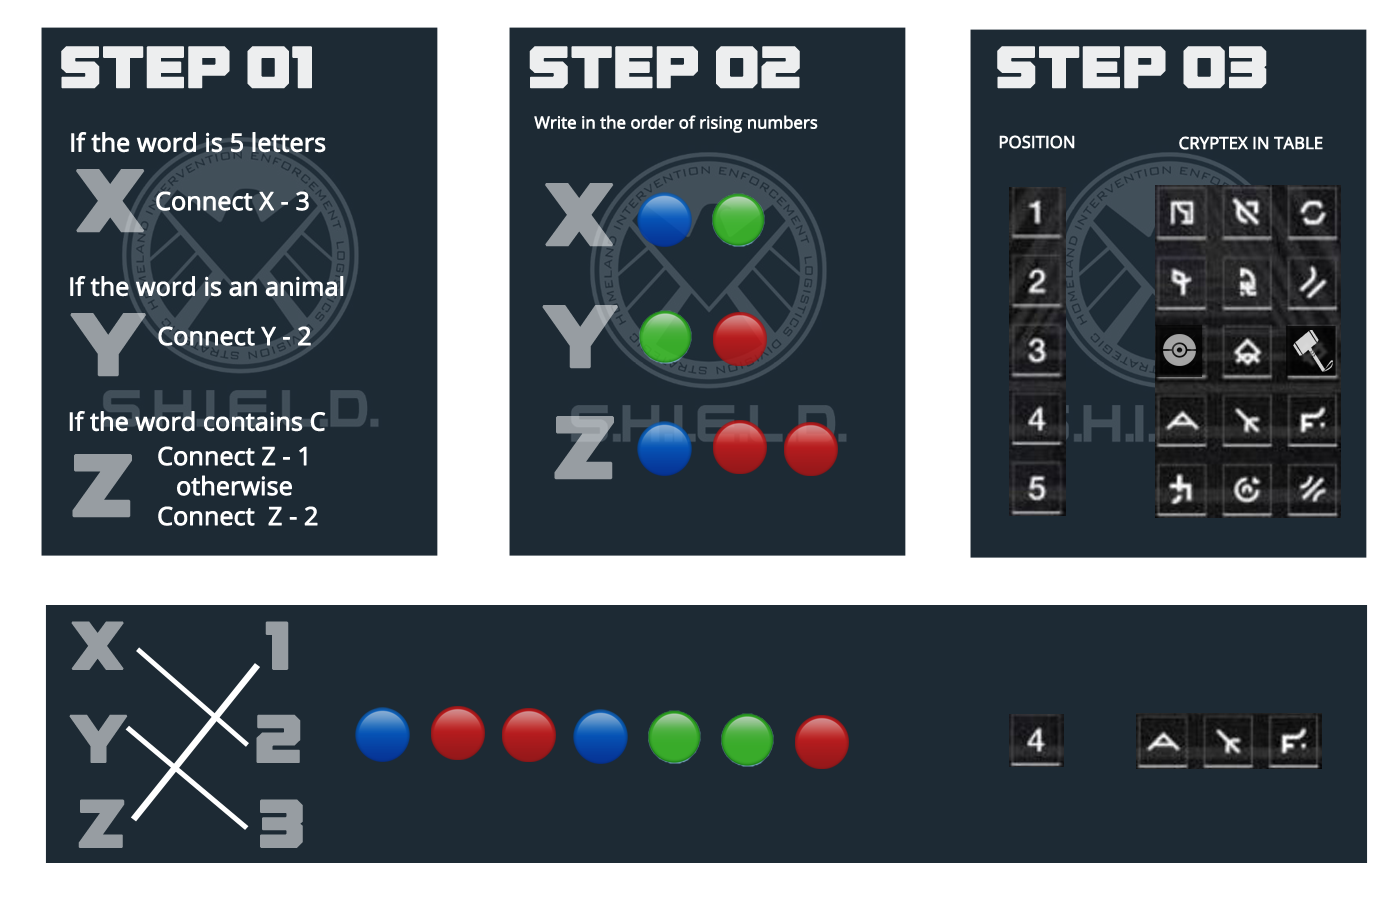 STEP 01
If the word is 5 letters
X
Connect X - 3
If the word is an animal
Y
Connect Y - 2
If the word contains C
Z
Connect Z - 1
otherwise
Connect Z - 2
S.H.I.E.L.D.
STEP 02
Write in the order of rising numbers
X
Y
Z
S.H.I.E.L.D.
STEP 03
POSITION
CRYPTEX IN TABLE
1
2
3
4
5
S.H.I.
X 1
Y 2
Z 3
4